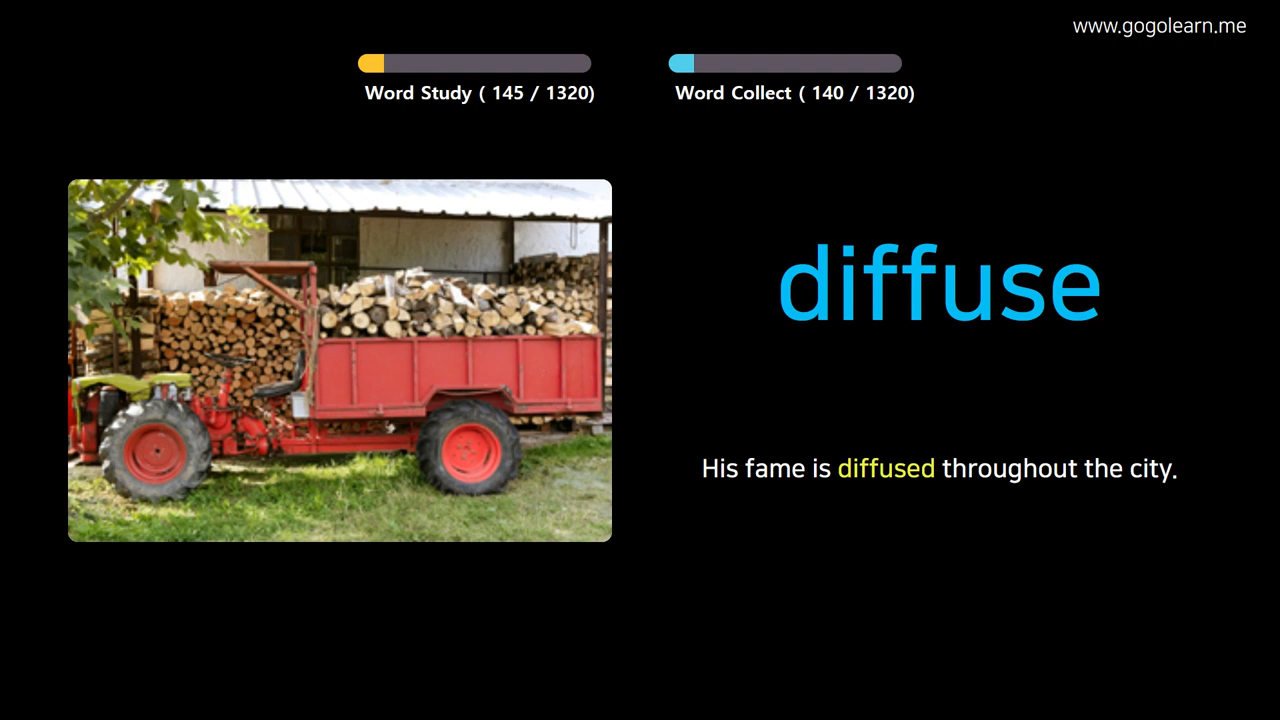 www.gogolearn.me
Word Study ( 145 / 1320)
Word Collect ( 140 / 1320)
diffuse
His fame is diffused throughout the city.